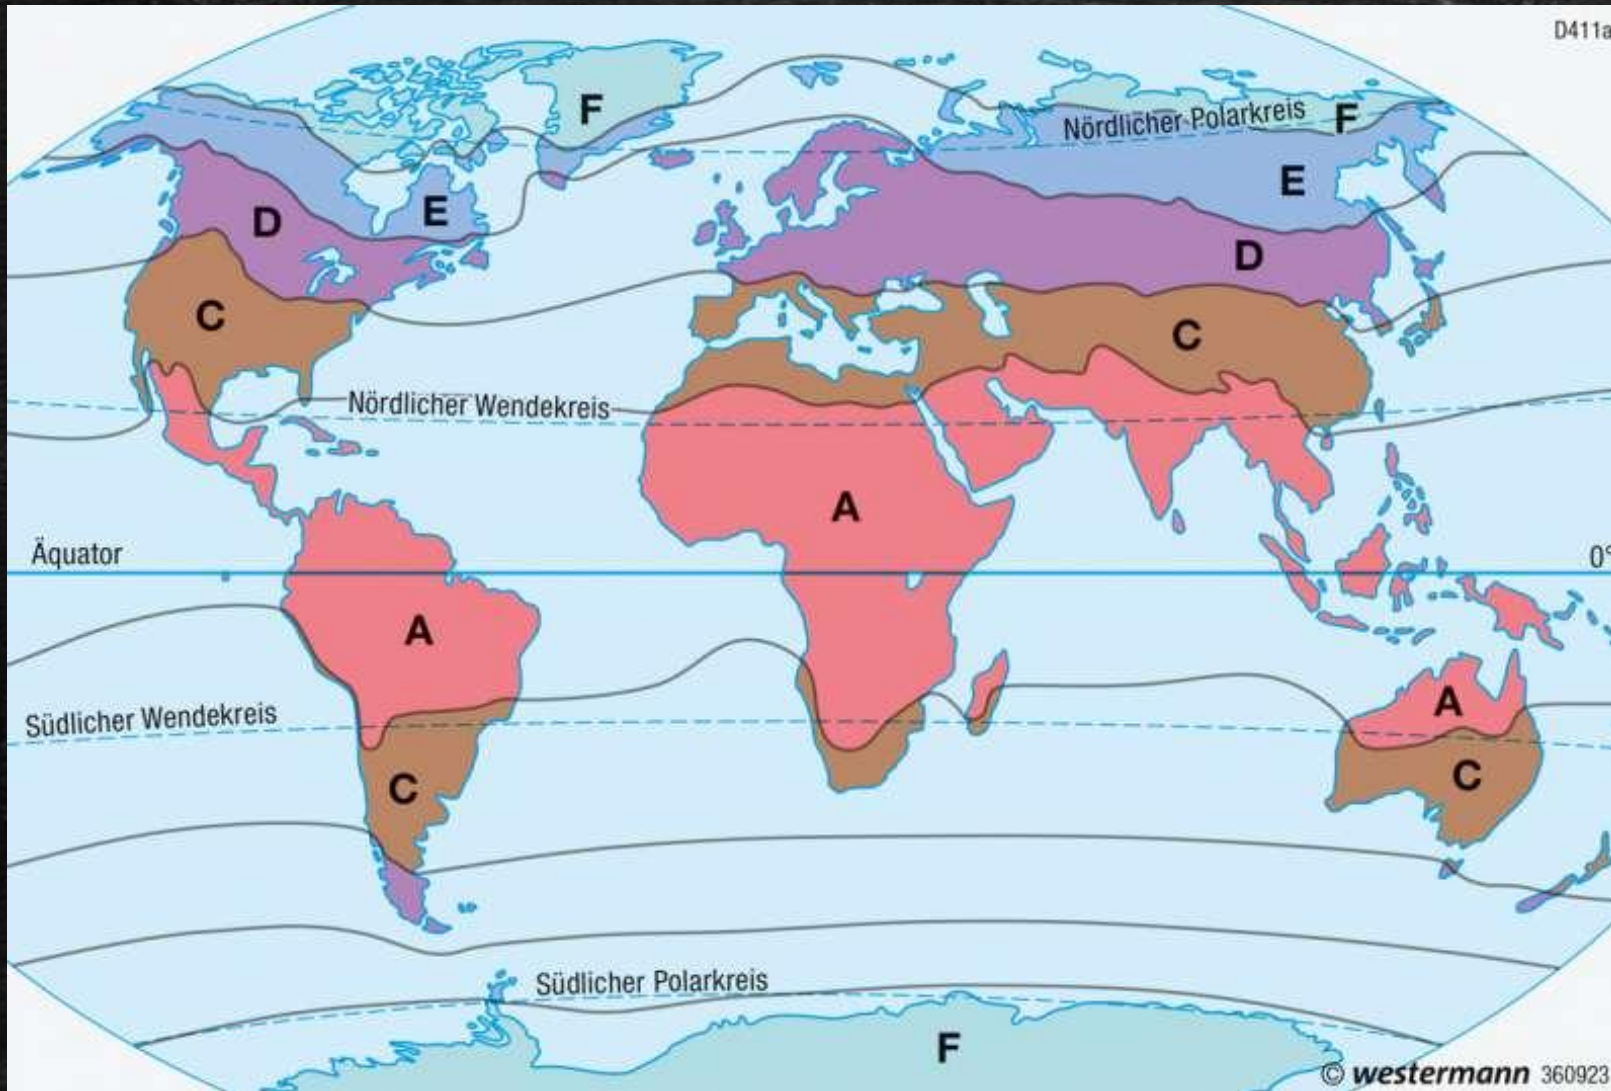 D411a
F
Nördlicher Polarkreis
F
E
E
D
D
C
C
Nördlicher Wendekreis
A
Äquator
0°
A
Südlicher Wendekreis
A
C
C
Südlicher Polarkreis
F
© westermann 360923